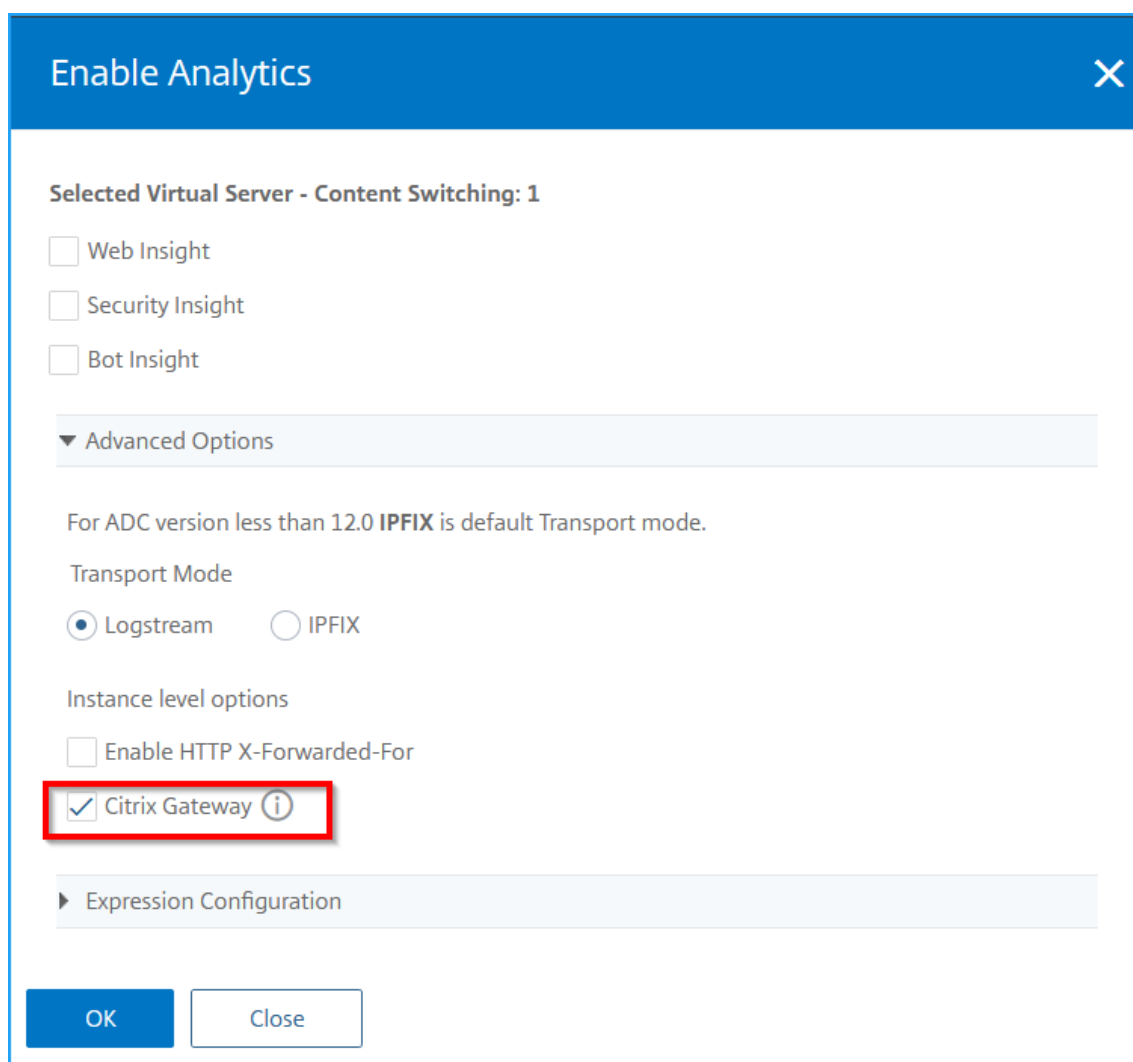 Enable Analytics
Selected Virtual Server - Content Switching: 1
Web Insight
Security Insight
Bot Insight
Advanced Options
For ADC version less than 12.0 IPFIX is default Transport mode.
Transport Mode
Logstream IPFIX
Instance level options
Enable HTTP X-Forwarded-For
Citrix Gateway
Expression Configuration
OK Close